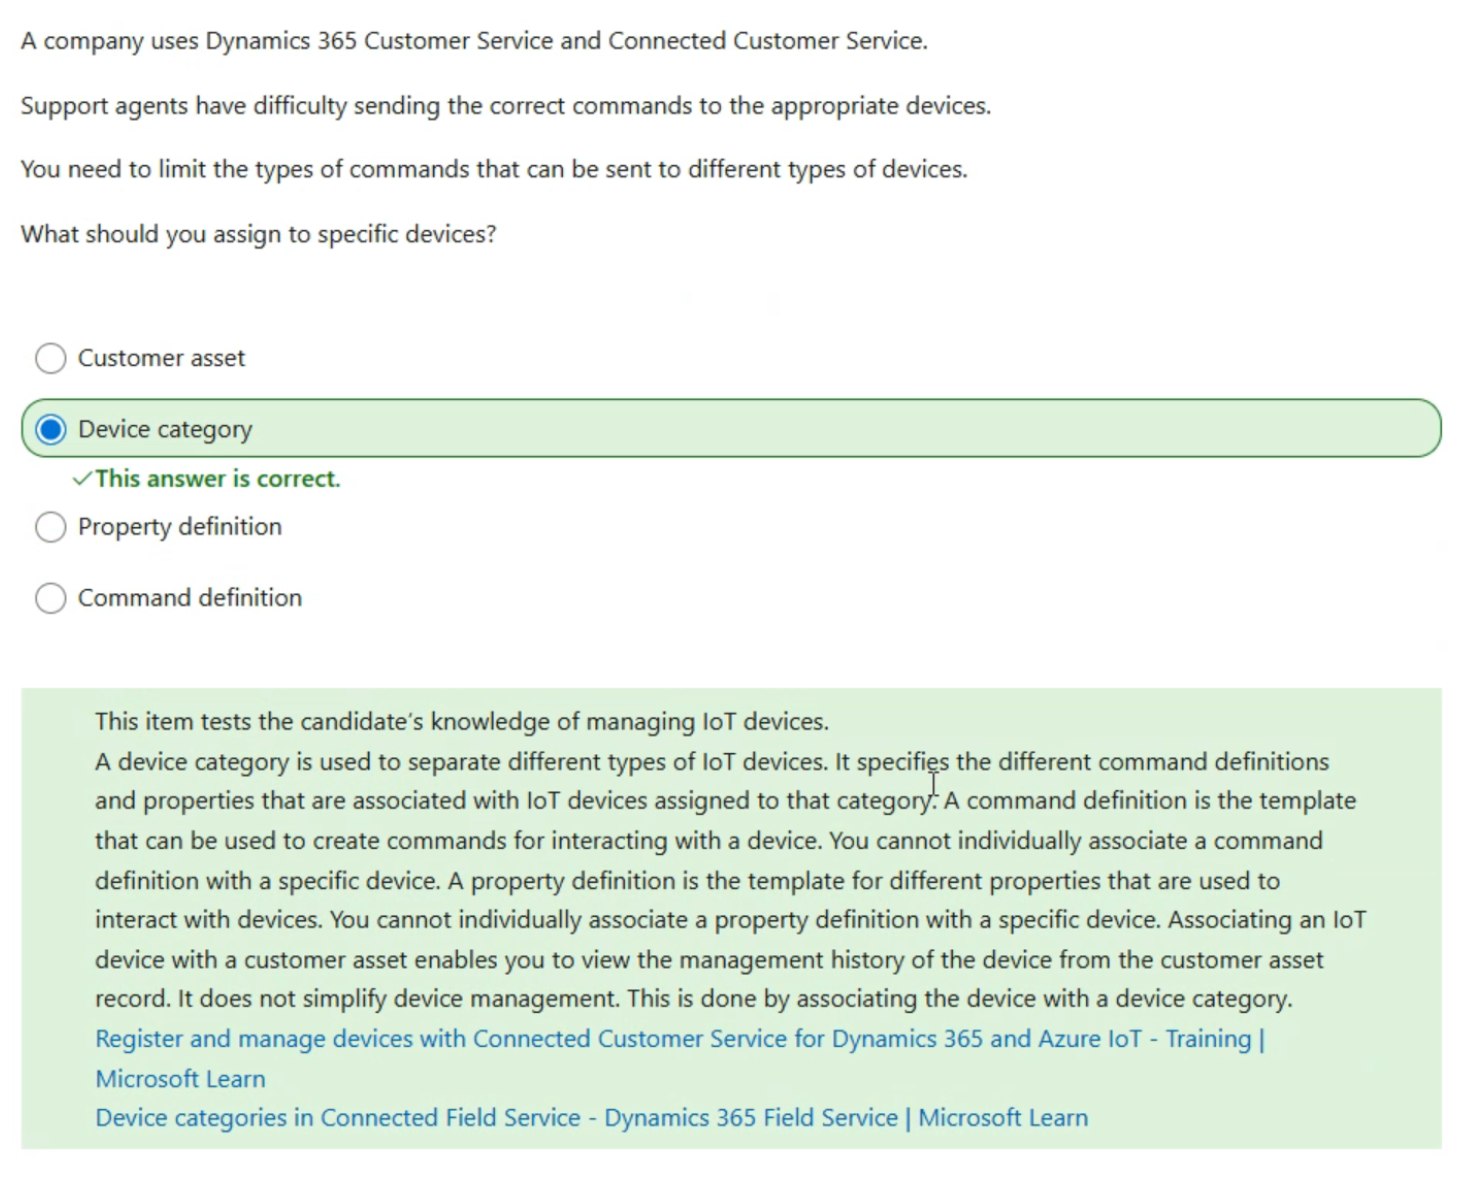 A company uses Dynamics 365 Customer Service and Connected Customer Service.
Support agents have difficulty sending the correct commands to the appropriate devices.
You need to limit the types of commands that can be sent to different types of devices.
What should you assign to specific devices?
Customer asset
Device category
✓This answer is correct.
Property definition
Command definition
This item tests the candidate's knowledge of managing IoT devices.
A device category is used to separate different types of IoT devices. It specifies the different command definitions
and properties that are associated with IoT devices assigned to that category. A command definition is the template
that can be used to create commands for interacting with a device. You cannot individually associate a command
definition with a specific device. A property definition is the template for different properties that are used to
interact with devices. You cannot individually associate a property definition with a specific device. Associating an IoT
device with a customer asset enables you to view the management history of the device from the customer asset
record. It does not simplify device management. This is done by associating the device with a device category.
Register and manage devices with Connected Customer Service for Dynamics 365 and Azure IoT - Training |
Microsoft Learn
Device categories in Connected Field Service - Dynamics 365 Field Service | Microsoft Learn